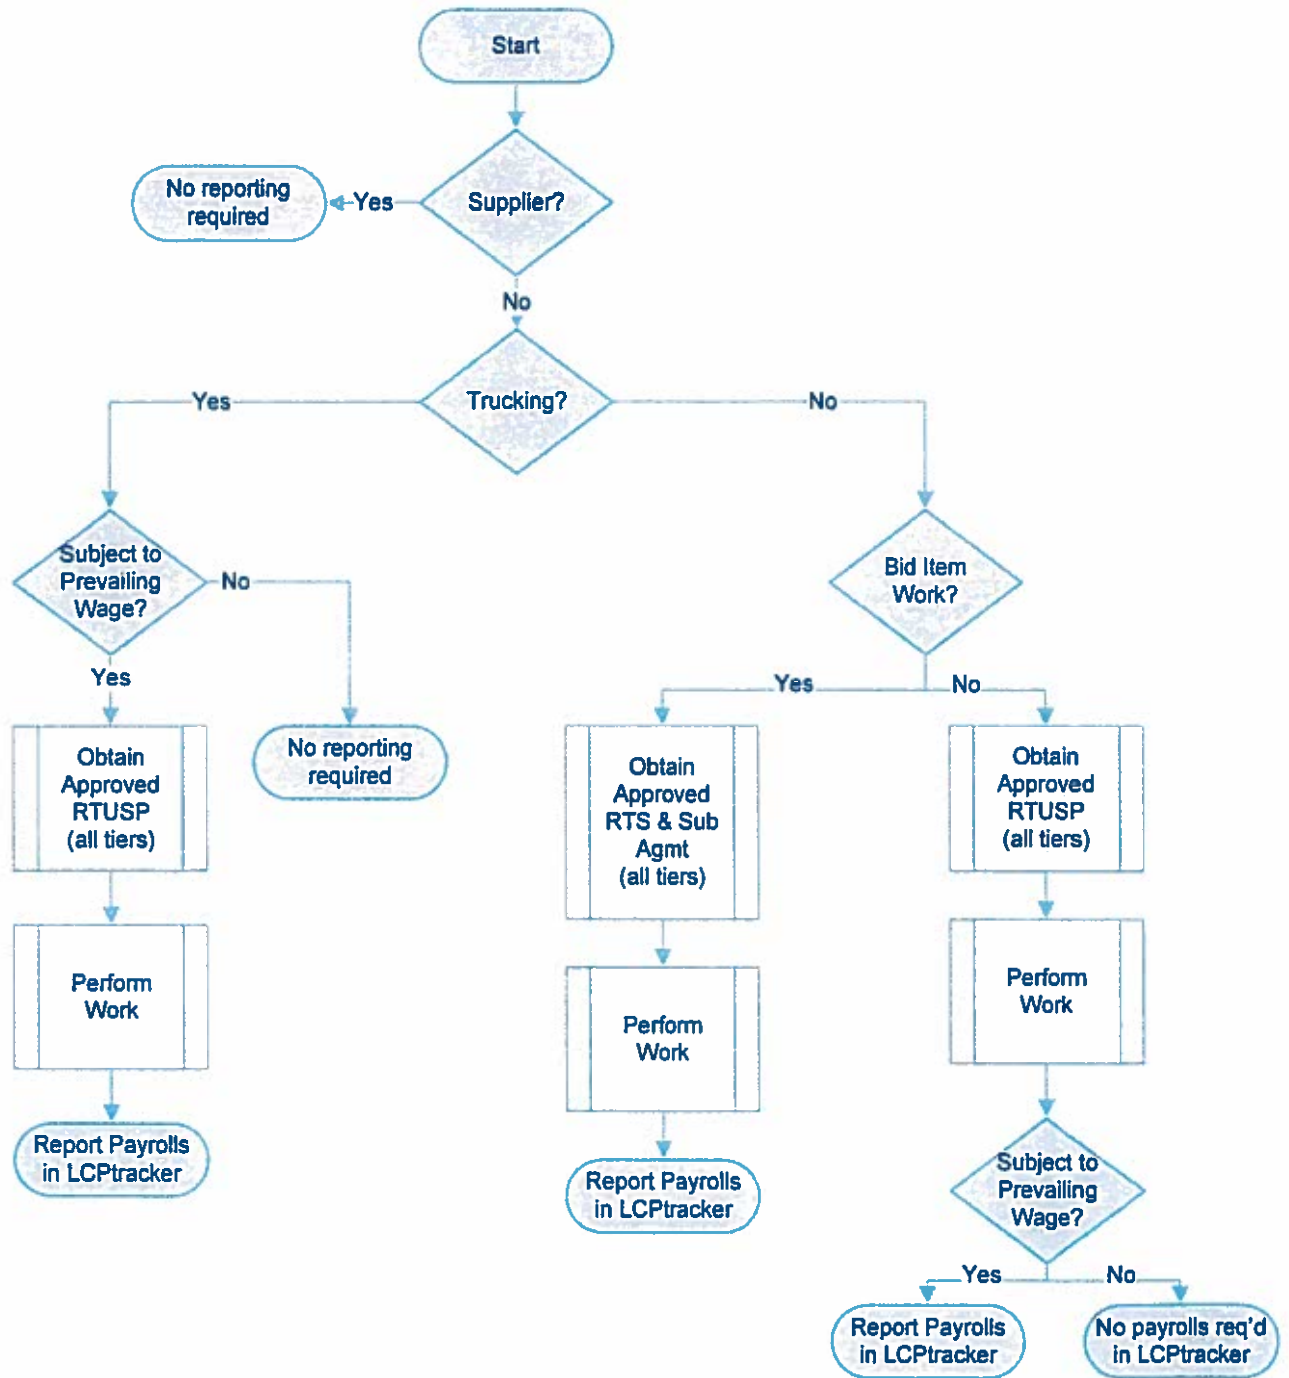 Start
Supplier?
Yes
No reporting
required
No
Trucking?
Yes
No
Subject to
Prevailing
Wage?
No
Yes
No reporting
required
Obtain
Approved
RTUSP
(all tiers)
Perform
Work
Report Payrolls
in LCPtracker
Bid Item
Work?
Yes
No
Obtain
Approved
RTS & Sub
Agmt
(all tiers)
Perform
Work
Report Payrolls
in LCPtracker
Obtain
Approved
RTUSP
(all tiers)
Perform
Work
Subject to
Prevailing
Wage?
Yes
No
Report Payrolls
in LCPtracker
No payrolls req'd
in LCPtracker